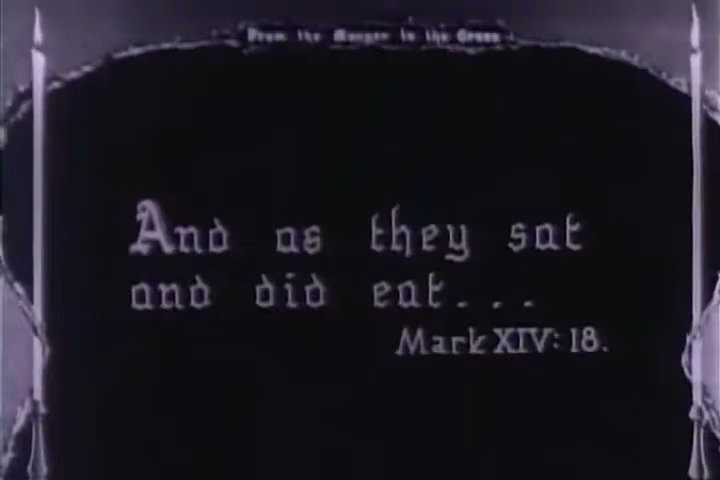 From the Manger to the Cross
And as they sat
and did eat...
Mark XIV: 18.